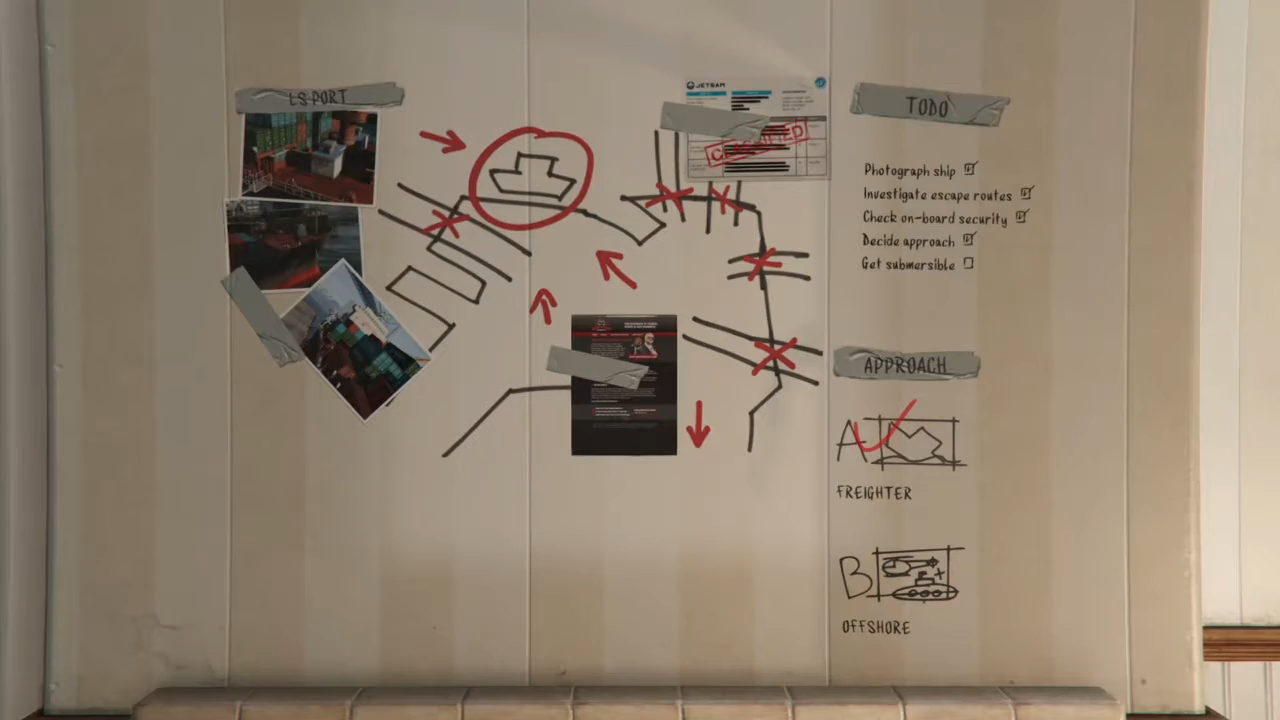 LS PORT
JETSAM
CLASSIFIED
TODO
Photograph ship
Investigate escape routes
Check on-board security
Decide approach
Get submersible
APPROACH
A
FREIGHTER
B
OFFSHORE